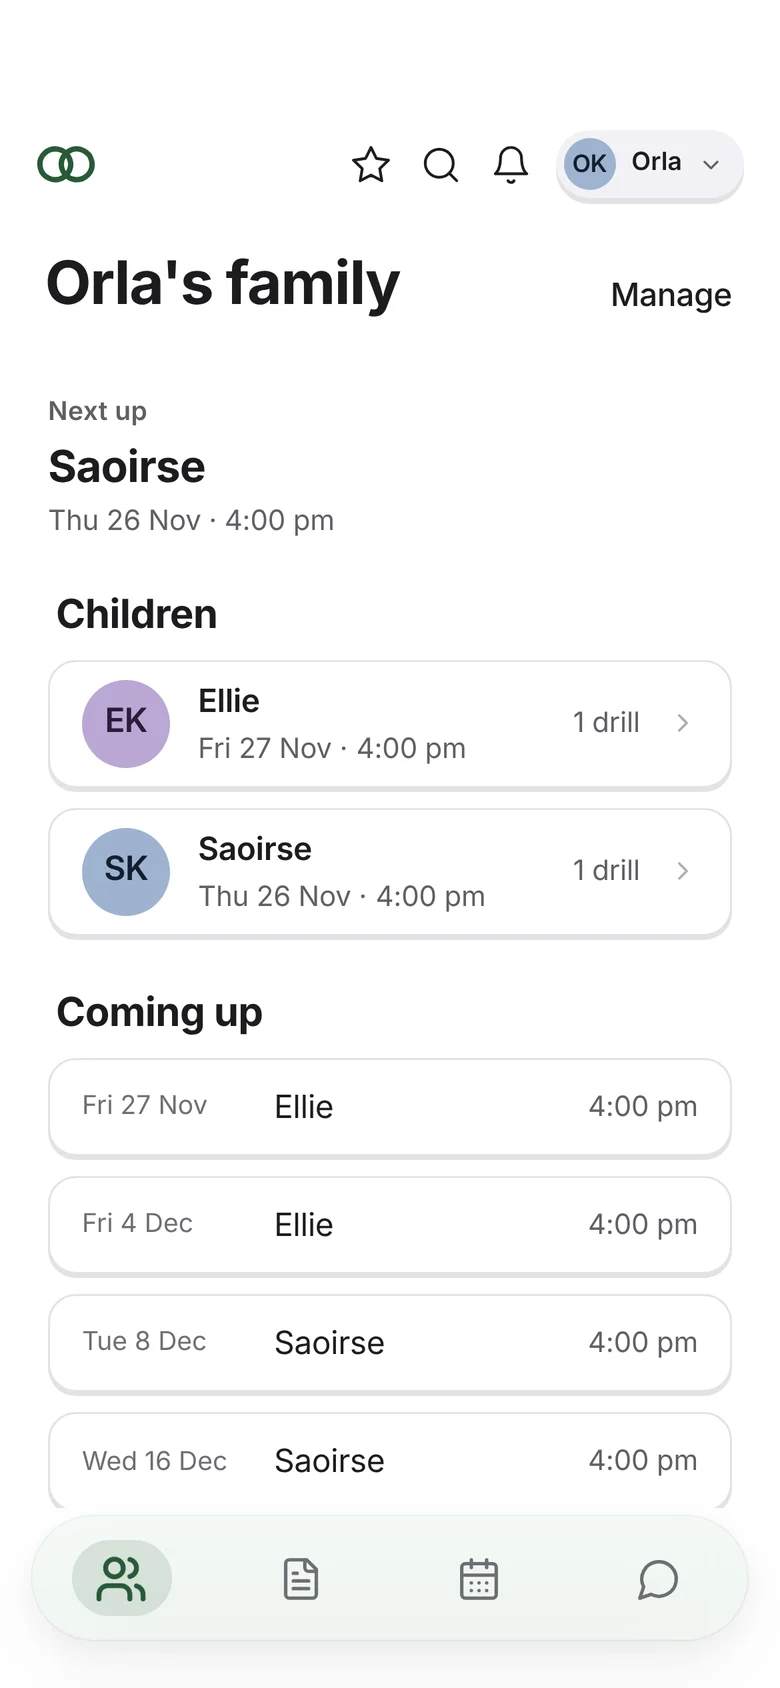 OK Orla
Orla's family
Manage
Next up
Saoirse
Thu 26 Nov · 4:00 pm
Children
EK
Ellie
Fri 27 Nov · 4:00 pm
1 drill
SK
Saoirse
Thu 26 Nov · 4:00 pm
1 drill
Coming up
Fri 27 Nov Ellie 4:00 pm
Fri 4 Dec Ellie 4:00 pm
Tue 8 Dec Saoirse 4:00 pm
Wed 16 Dec Saoirse 4:00 pm